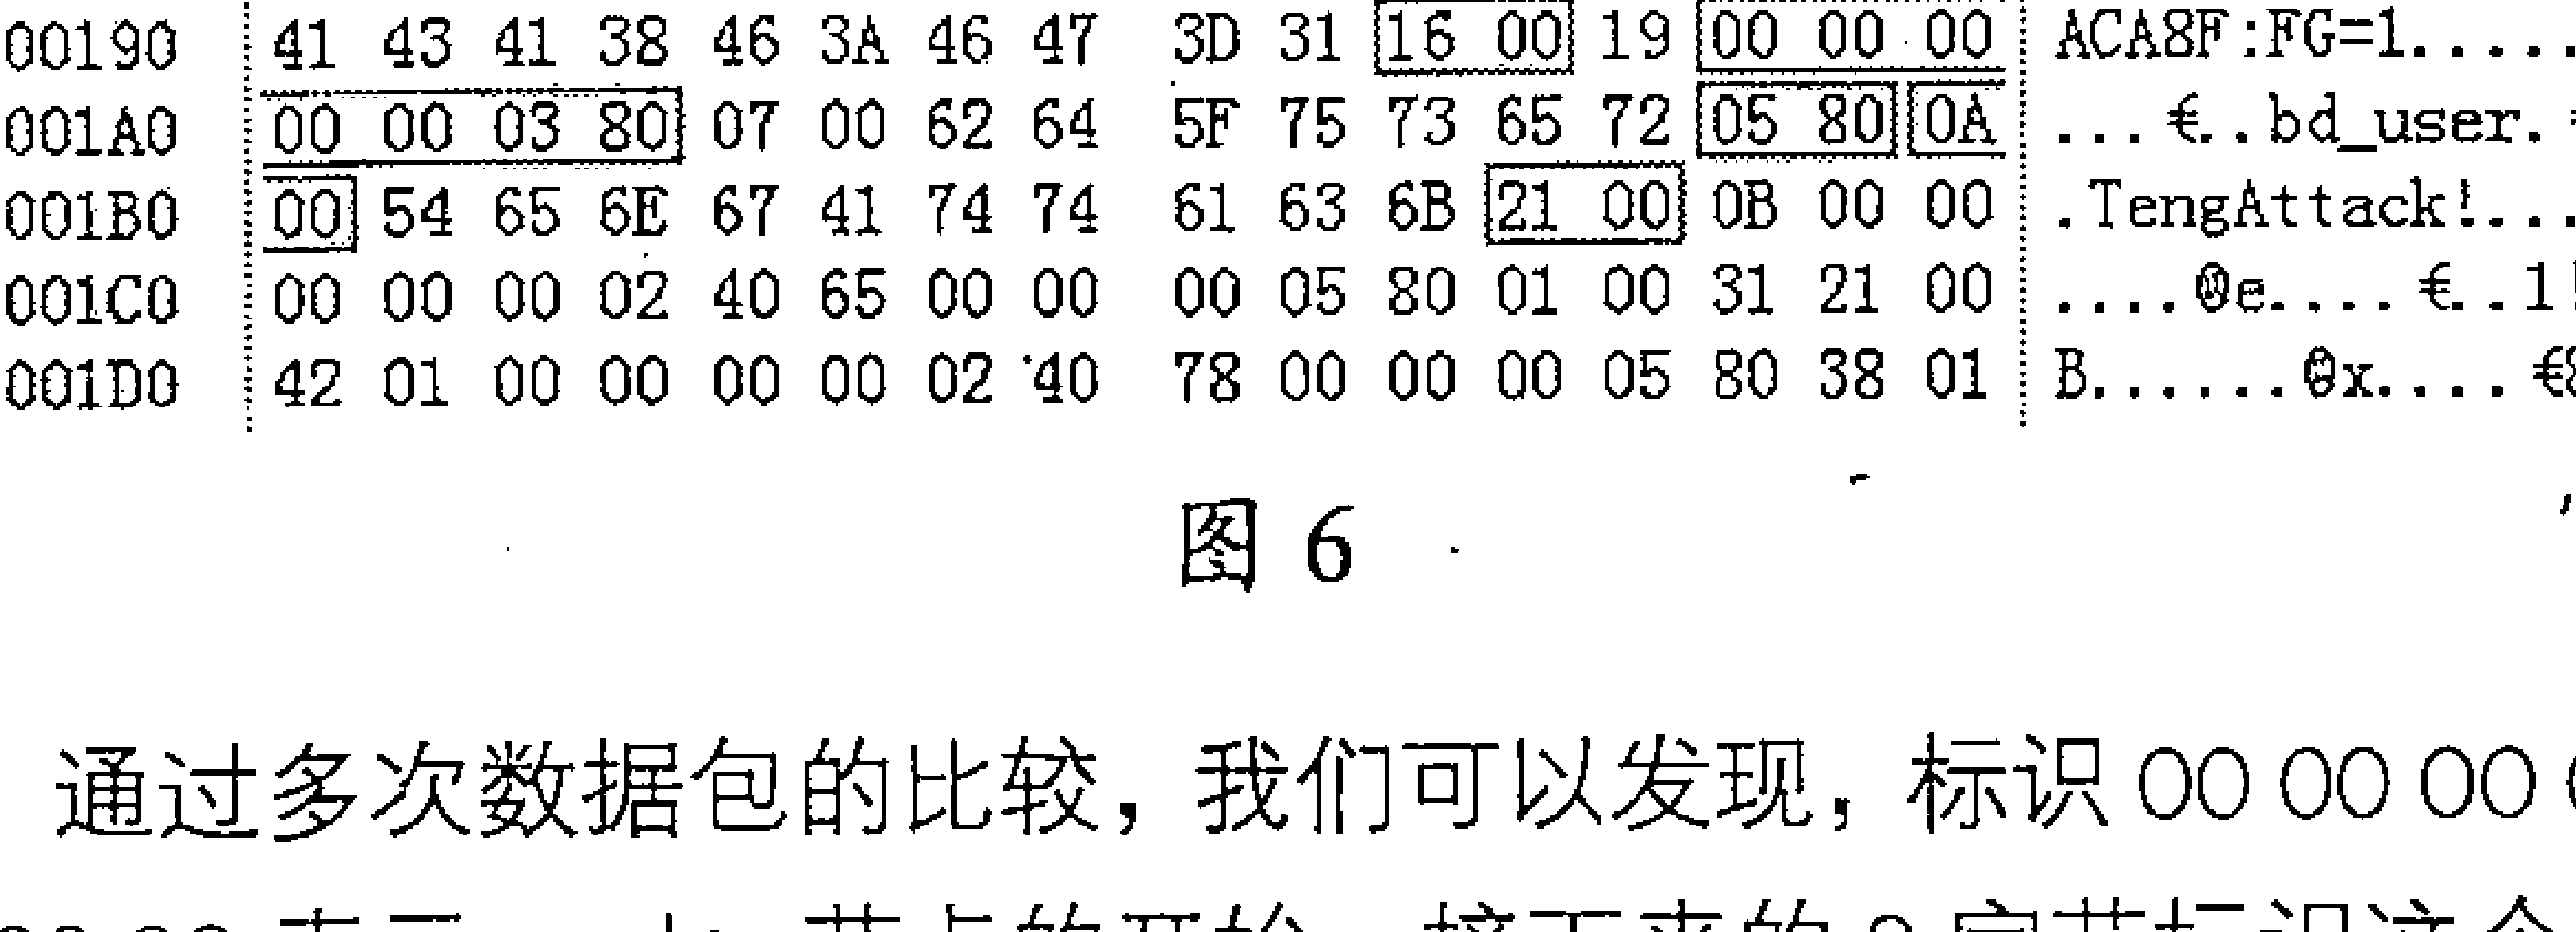 00190 41 43 41 38 46 3A 46 47 3D 31 16 00 19 00 00 00 ACA8F:FG=1.....
001A0 00 00 03 80 07 00 62 64 5F 75 73 65 72 05 80 0A ...€..bd_user.
001B0 00 54 65 6E 67 41 74 74 61 63 6B 21 00 0B 00 00 .TengAttack!...
001C0 00 00 00 02 40 65 00 00 00 05 80 01 00 31 21 00 ....@e....€..1!
001D0 42 01 00 00 00 00 02 40 78 00 00 00 05 80 38 01 B......@x....€8
图 6
通过多次数据包的比较，我们可以发现，标识 00 00 00